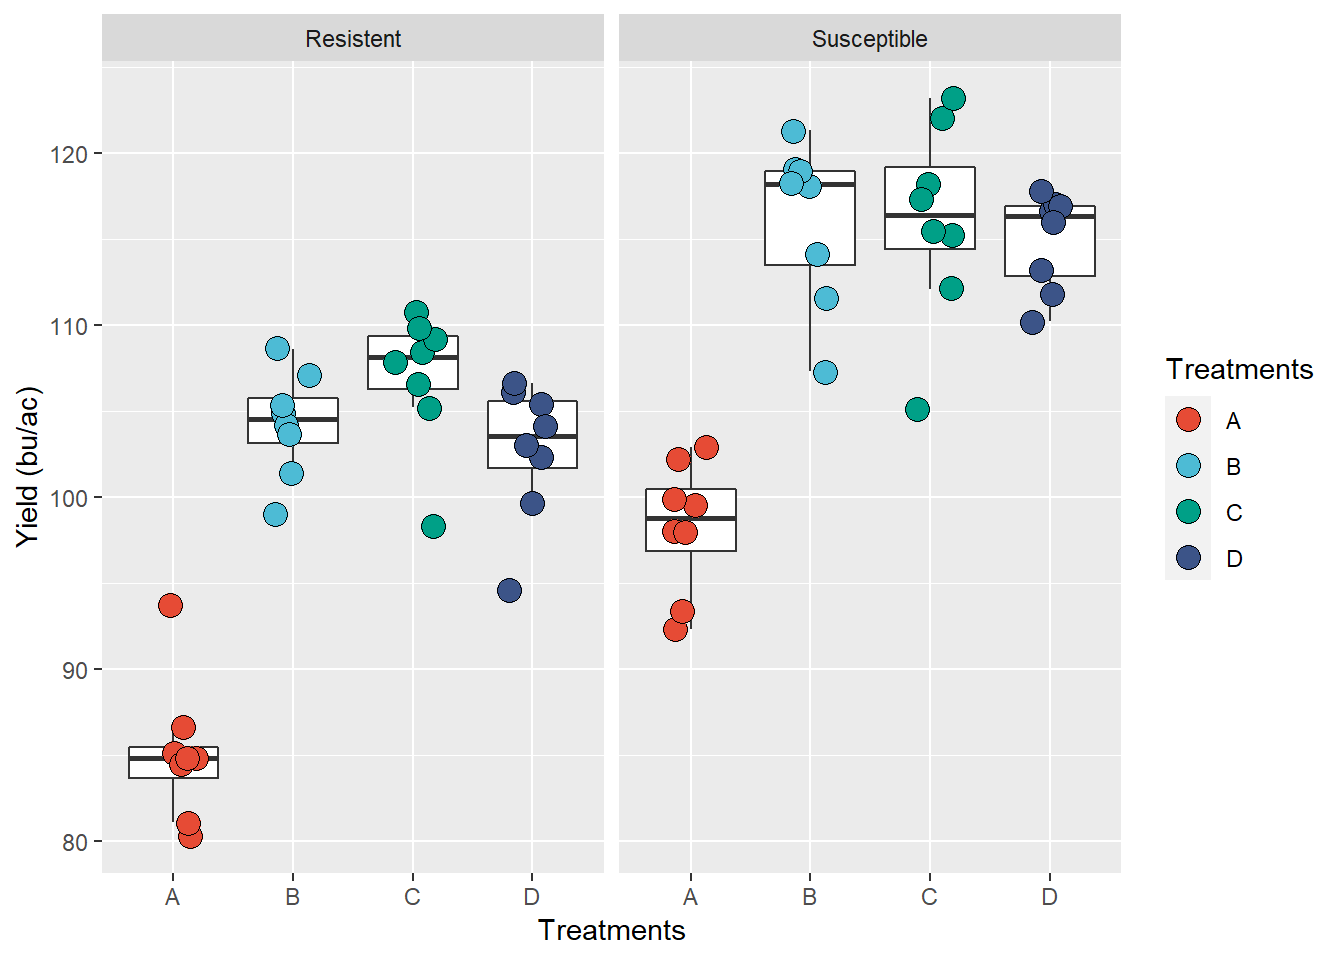 Resistent
Susceptible
Yield (bu/ac)
120
110
100
90
80
A B C D
A B C D
Treatments
Treatments
A
B
C
D